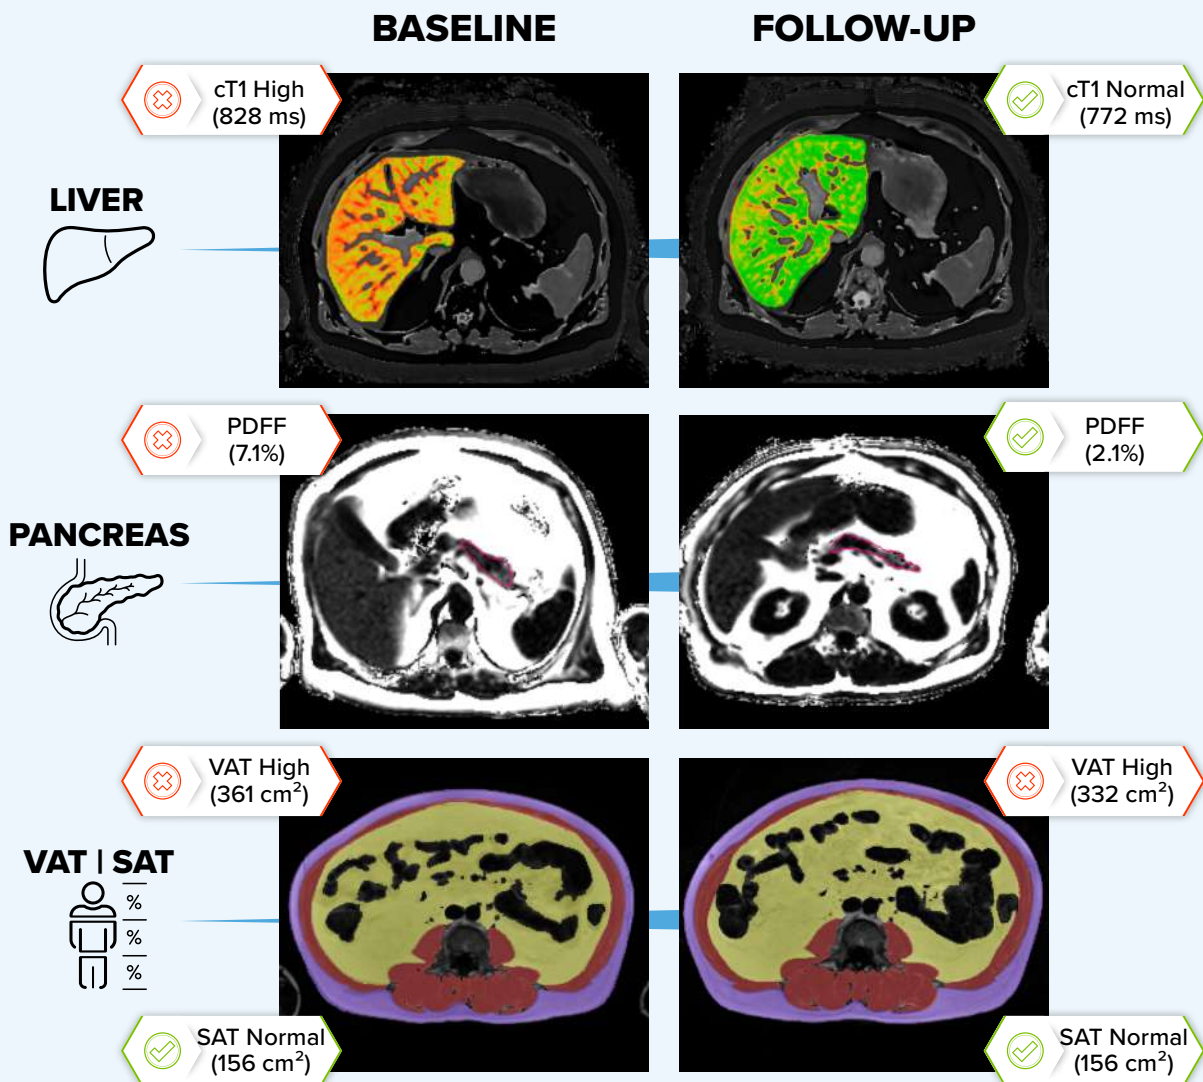 BASELINE
FOLLOW-UP
cT1 High
(828 ms)
cT1 Normal
(772 ms)
LIVER
PDFF
(7.1%)
PDFF
(2.1%)
PANCREAS
VAT High
(361 cm²)
VAT High
(332 cm²)
VAT | SAT
%
%
%
SAT Normal
(156 cm²)
SAT Normal
(156 cm²)